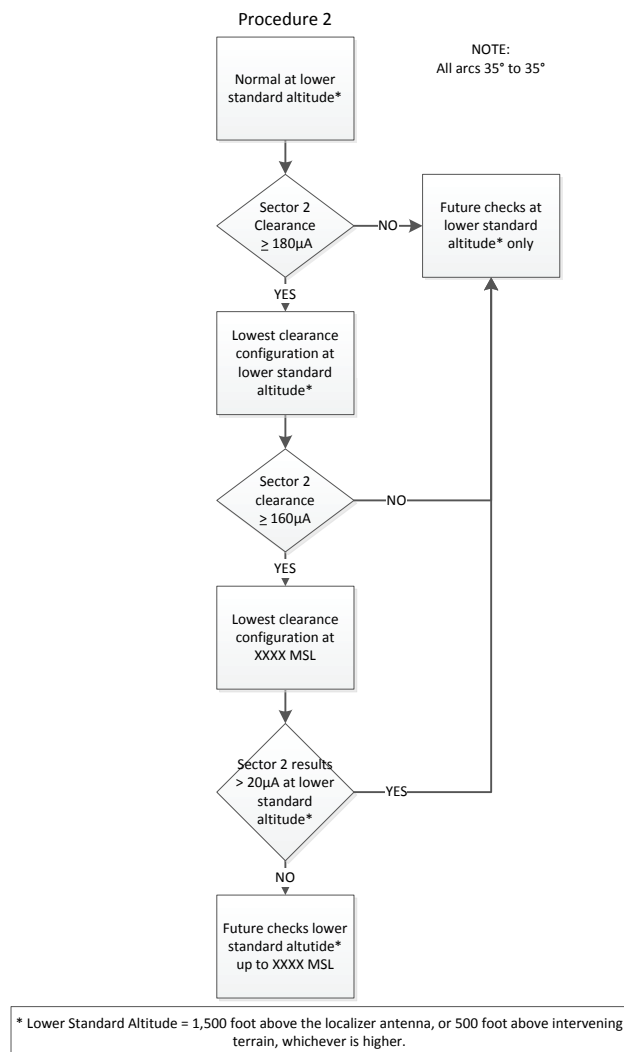 Procedure 2
NOTE:
All arcs 35° to 35°
Normal at lower
standard altitude*
Sector 2
Clearance
≥ 180µA
NO
Future checks at
lower standard
altitude* only
YES
Lowest clearance
configuration at
lower standard
altitude*
Sector 2
clearance
≥ 160µA
NO
YES
Lowest clearance
configuration at
XXXX MSL
Sector 2 results
> 20µA at lower
standard
altitude*
YES
NO
Future checks lower
standard altutide*
up to XXXX MSL
* Lower Standard Altitude = 1,500 foot above the localizer antenna, or 500 foot above intervening
terrain, whichever is higher.